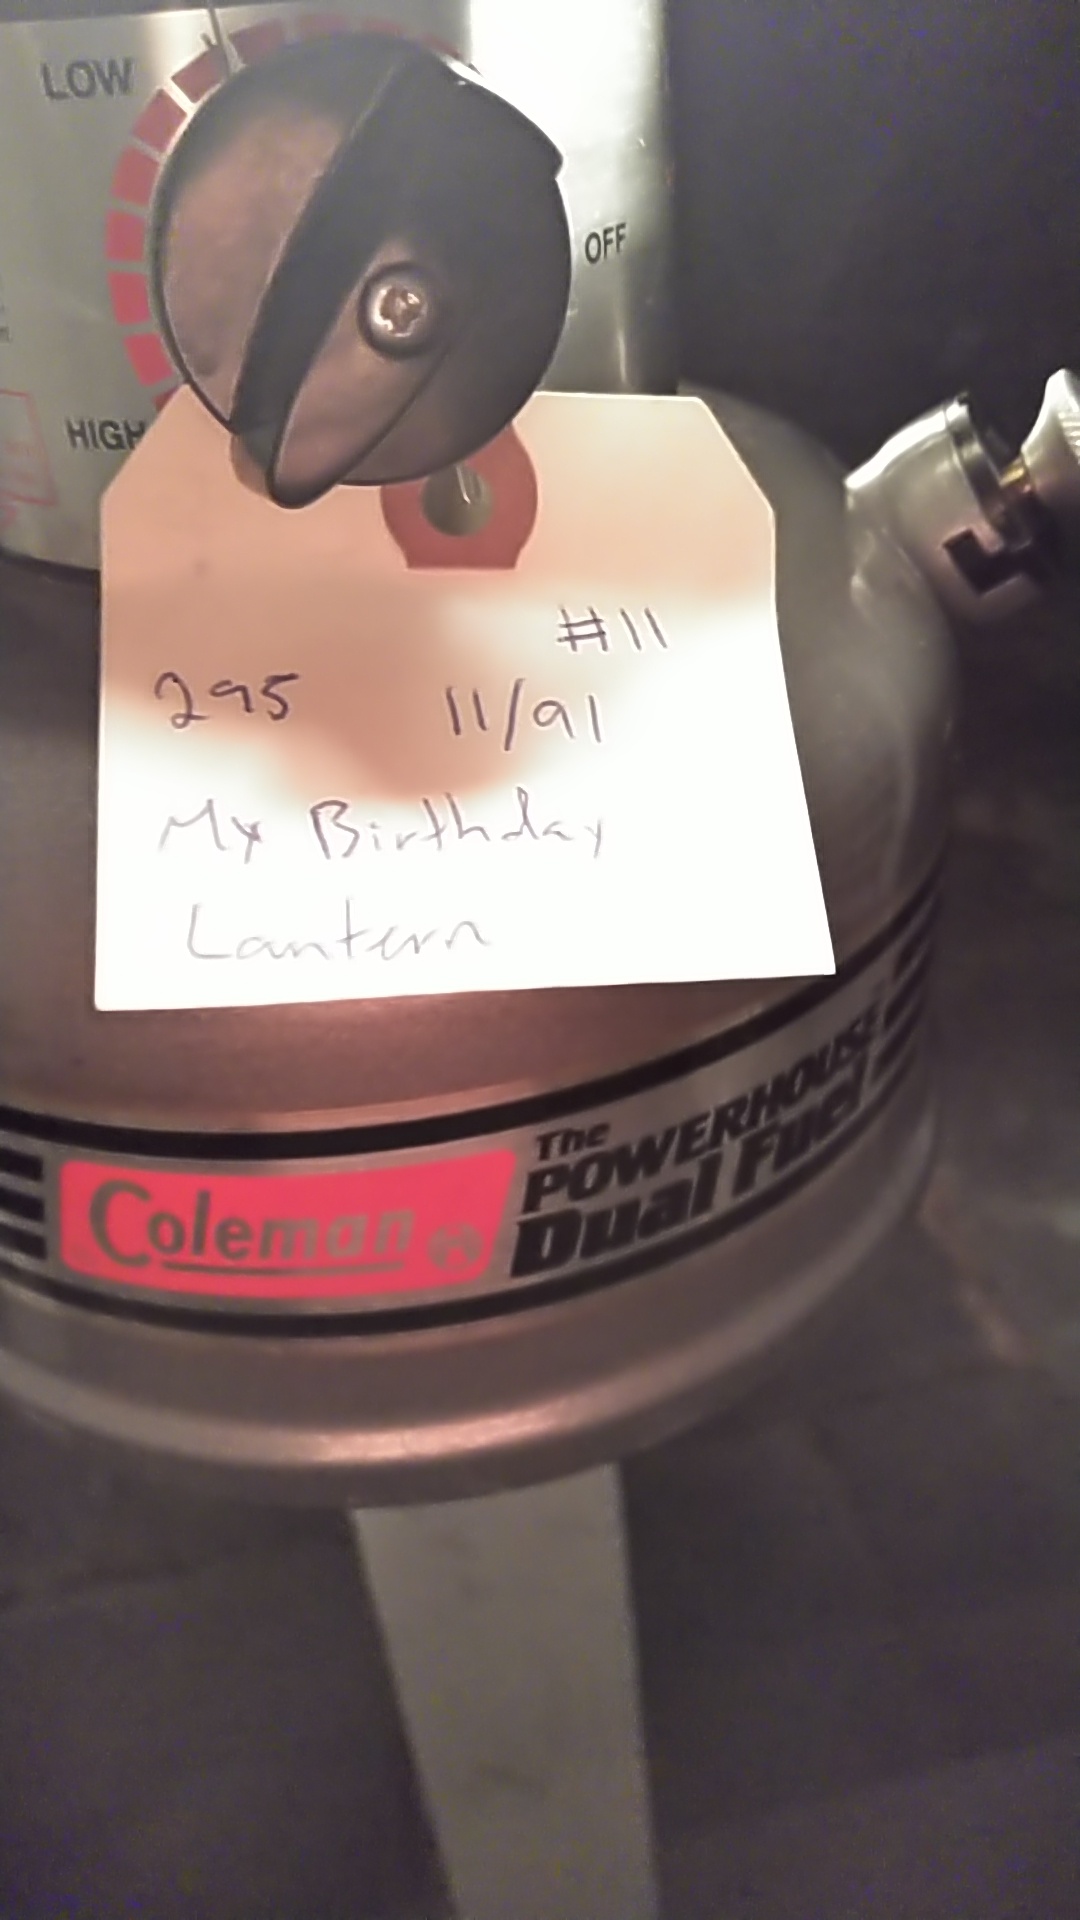 LOW
OFF
HIGH
#11
295 11/91
My Birthday
Lantern
Coleman
The
POWERHOUSE
Dual Fuel